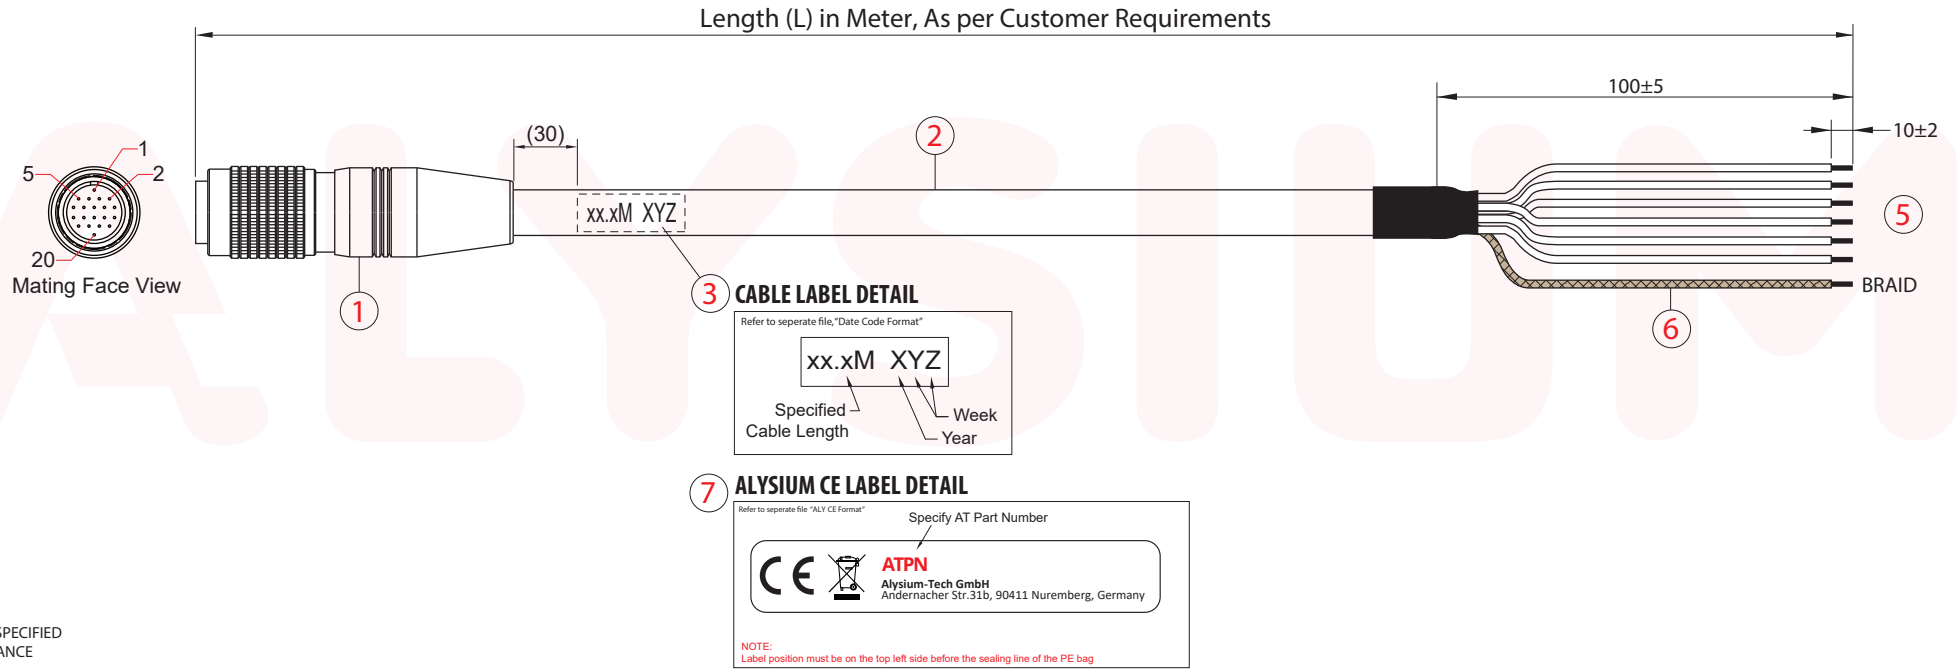 Length (L) in Meter, As per Customer Requirements
100±5
10±2
(30)
2
1
5
2
20
Mating Face View
xx.xM XYZ
5
BRAID
6
1
3 CABLE LABEL DETAIL
Refer to seperate file,"Date Code Format"
xx.xM XYZ
Specified
Cable Length
Week
Year
7 ALYSIUM CE LABEL DETAIL
Refer to seperate file "ALY CE Format"
Specify AT Part Number
CE
ATPN
Alysium-Tech GmbH
Andernacher Str.31b, 90411 Nuremberg, Germany
NOTE:
Label position must be on the top left side before the sealing line of the PE bag
SPECIFIED
ANCE
ALYSIUM